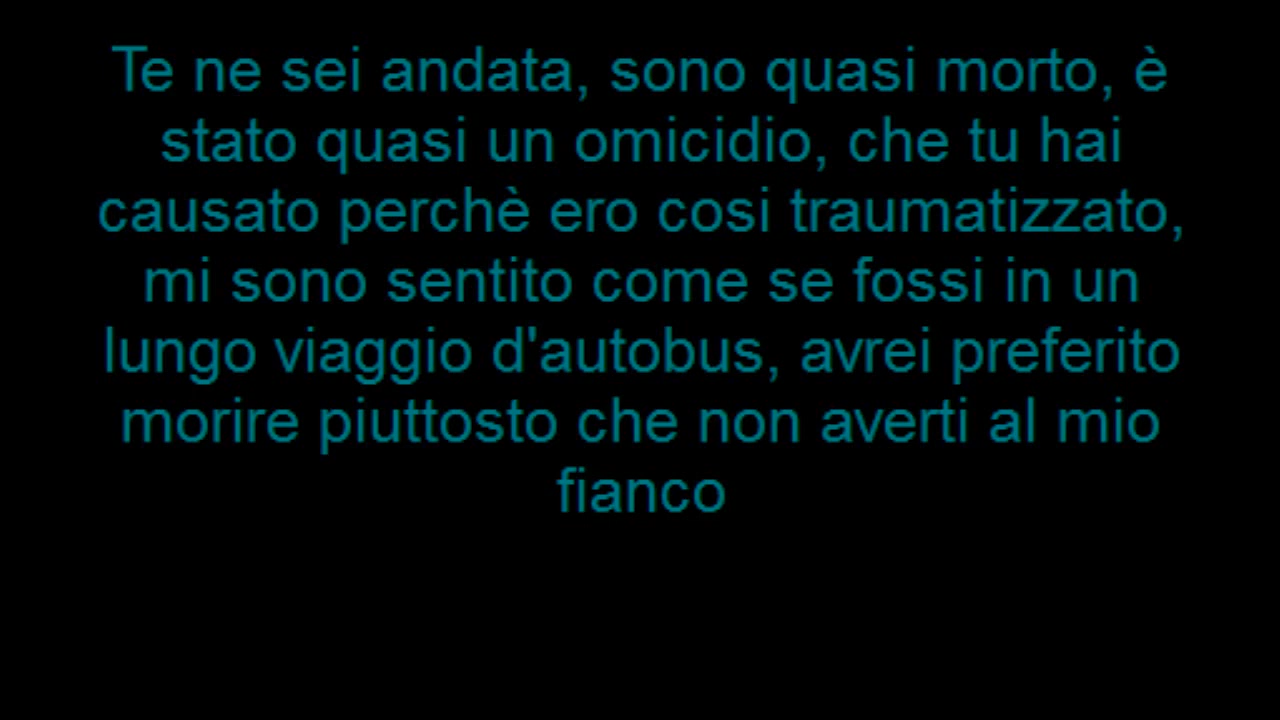 Te ne sei andata, sono quasi morto, è
stato quasi un omicidio, che tu hai
causato perchè ero cosi traumatizzato,
mi sono sentito come se fossi in un
lungo viaggio d'autobus, avrei preferito
morire piuttosto che non averti al mio
fianco